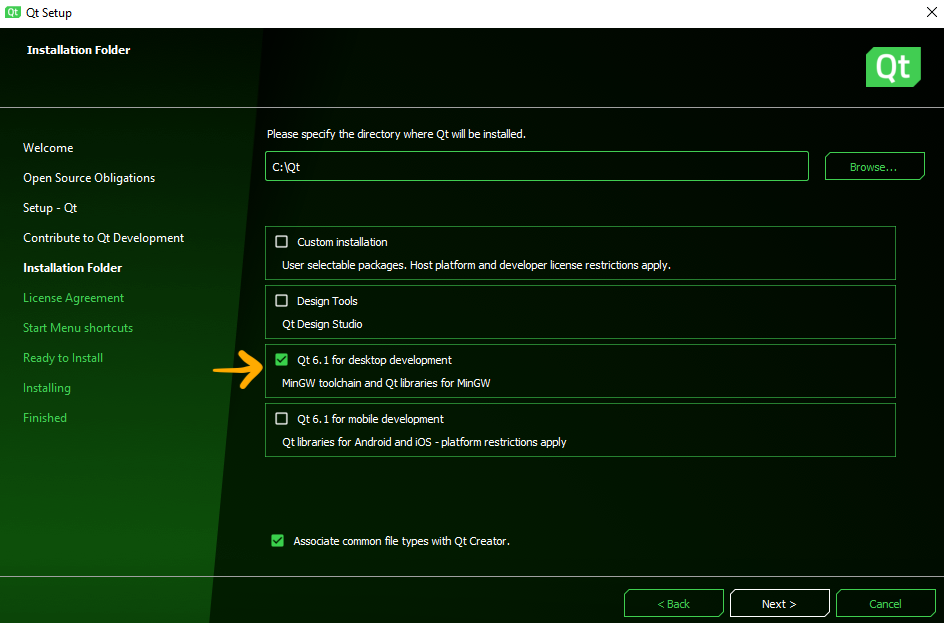 Qt Qt Setup
Installation Folder
Qt
Welcome
Open Source Obligations
Setup - Qt
Contribute to Qt Development
Installation Folder
License Agreement
Start Menu shortcuts
Ready to Install
Installing
Finished
Please specify the directory where Qt will be installed.
C:\Qt
Browse...
Custom installation
User selectable packages. Host platform and developer license restrictions apply.
Design Tools
Qt Design Studio
Qt 6.1 for desktop development
MinGW toolchain and Qt libraries for MinGW
Qt 6.1 for mobile development
Qt libraries for Android and iOS - platform restrictions apply
Associate common file types with Qt Creator.
< Back
Next >
Cancel